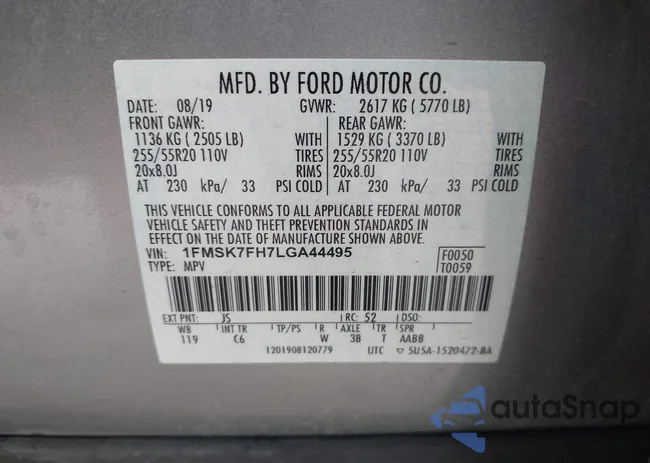 MFD. BY FORD MOTOR CO.
DATE: 08/19 GVWR: 2617 KG ( 5770 LB)
FRONT GAWR: REAR GAWR:
1136 KG ( 2505 LB) WITH 1529 KG ( 3370 LB) WITH
255/55R20 110V TIRES 255/55R20 110V TIRES
20x8.0J RIMS 20x8.0J RIMS
AT 230 kPa/ 33 PSI COLD AT 230 kPa/ 33 PSI COLD
THIS VEHICLE CONFORMS TO ALL APPLICABLE FEDERAL MOTOR
VEHICLE SAFETY AND THEFT PREVENTION STANDARDS IN
EFFECT ON THE DATE OF MANUFACTURE SHOWN ABOVE.
VIN: 1FMSK7FH7LGA44495 F0050
TYPE: MPV T0059
EXT PNT: JS RC: 52 DSO:
WB INT TR TP/PS R AXLE TR SPR
119 C6 W 3B T AABB
1201908120779 UTC ▽ 5U5A-1520472-BA
autoSnap